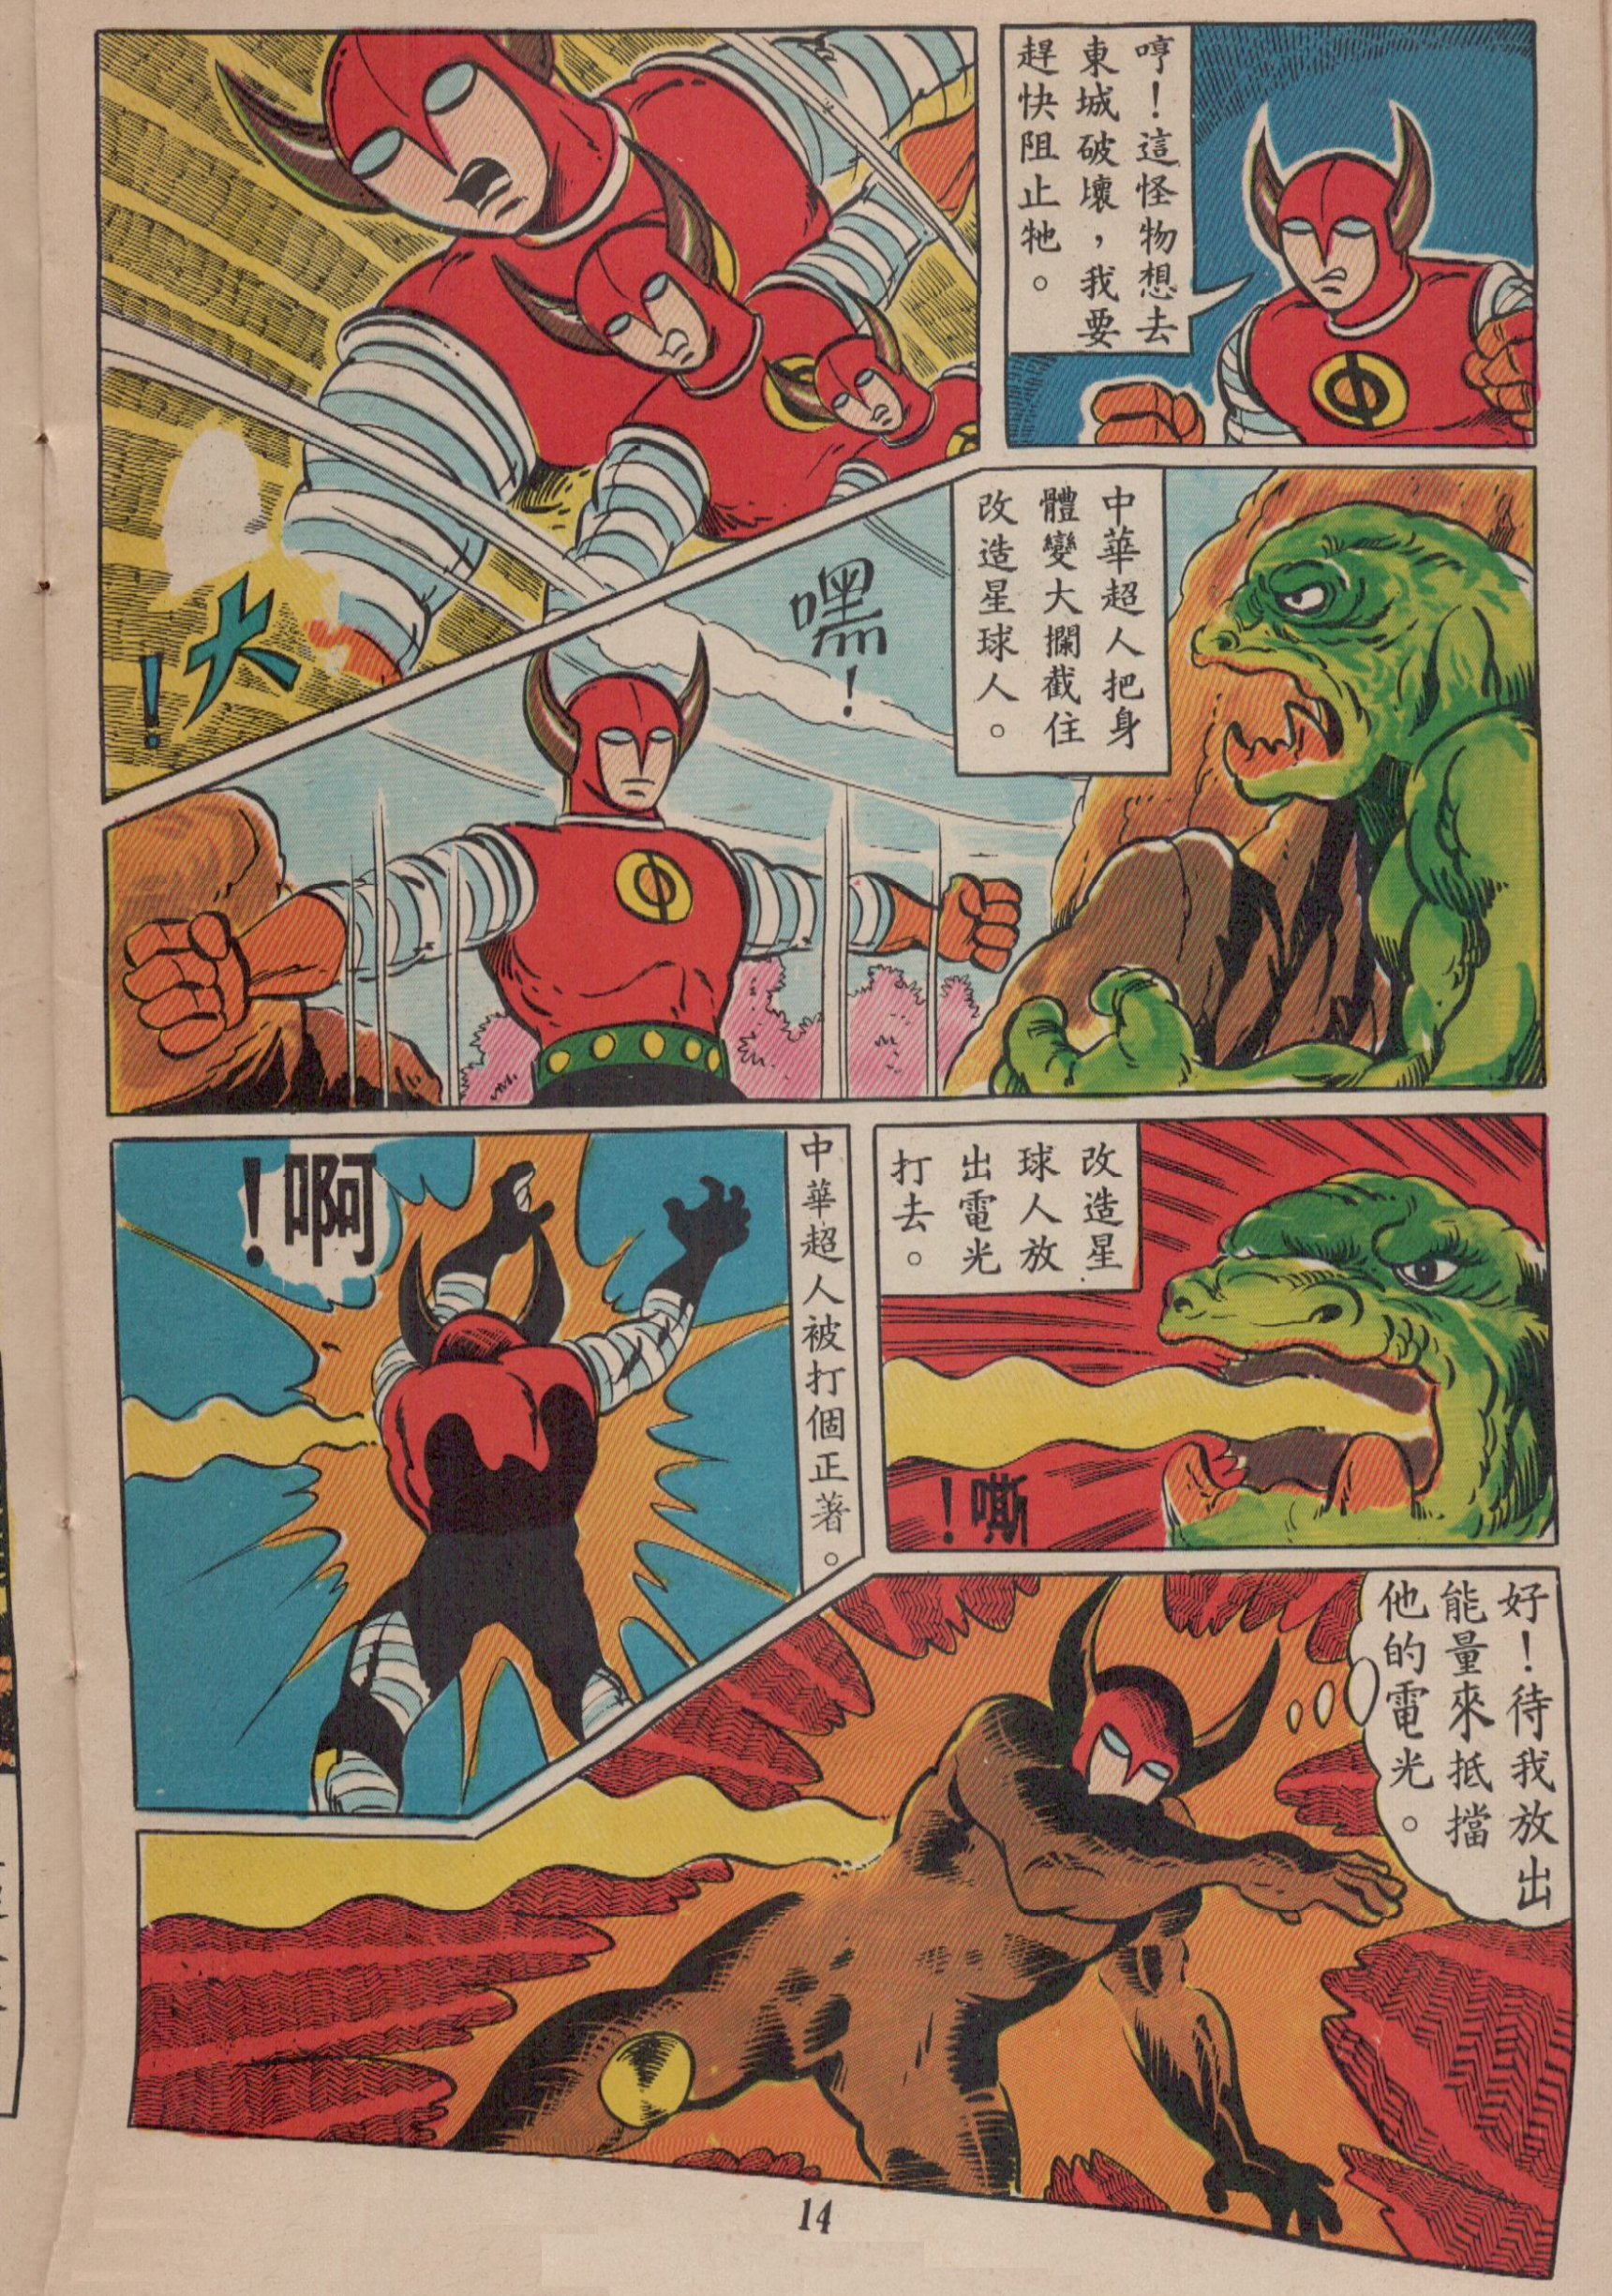 哼！這怪物想去
東城破壞，我要
趕快阻止牠。
大！
中華超人把身
體變大攔截住
改造星球人。
嘿！
改造星
球人放
出電光
打去。
嘶！
中華超人被打個正著。
啊！
好！待我放出
能量來抵擋
他的電光。
14